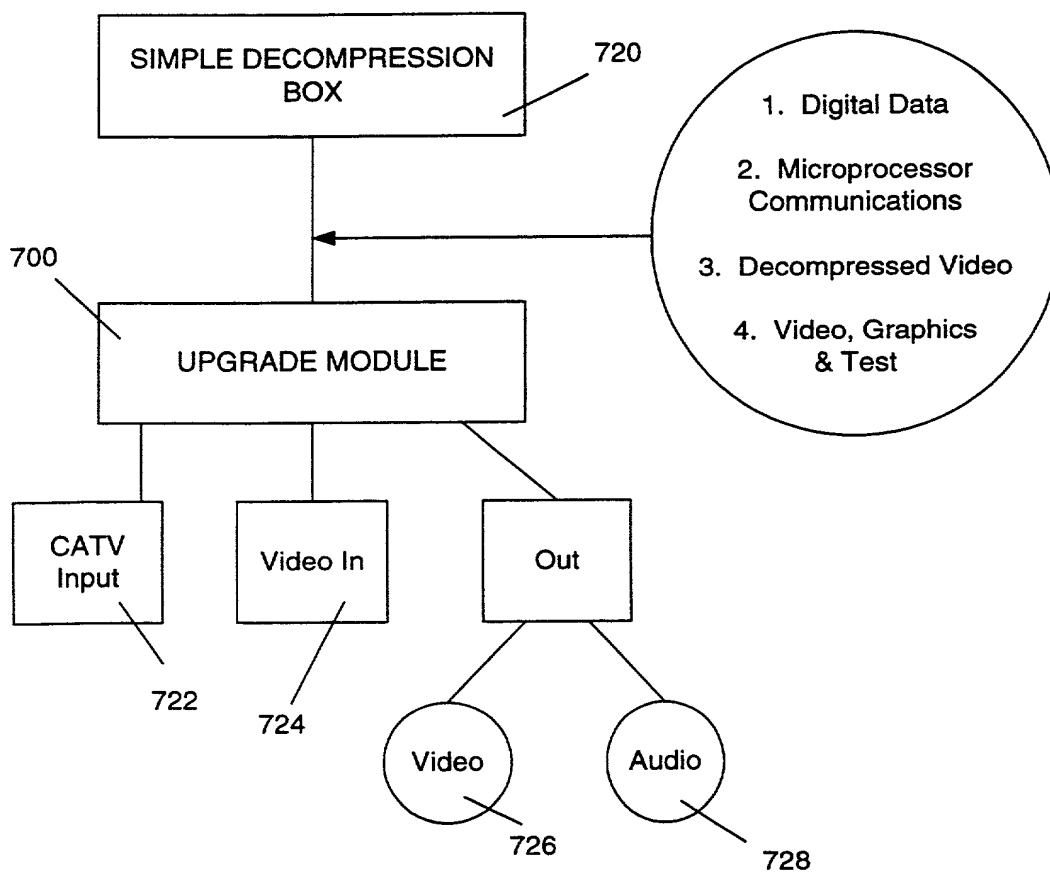 SIMPLE DECOMPRESSION
BOX
720
1. Digital Data
2. Microprocessor
Communications
3. Decompressed Video
4. Video, Graphics
& Test
700
UPGRADE MODULE
CATV
Input
Video In
Out
722
724
Video
Audio
726
728